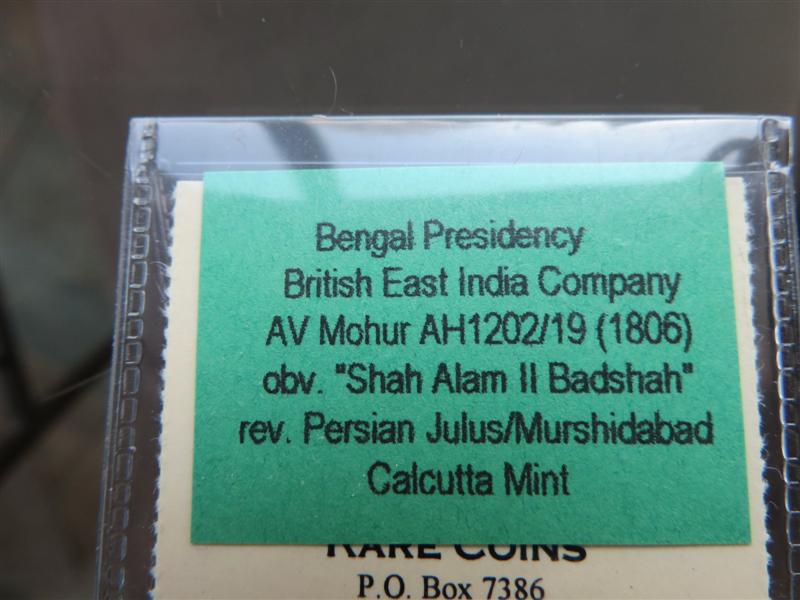 Bengal Presidency
British East India Company
AV Mohur AH1202/19 (1806)
obv. "Shah Alam II Badshah"
rev. Persian Julus/Murshidabad
Calcutta Mint
RARE COINS
P.O. Box 7386